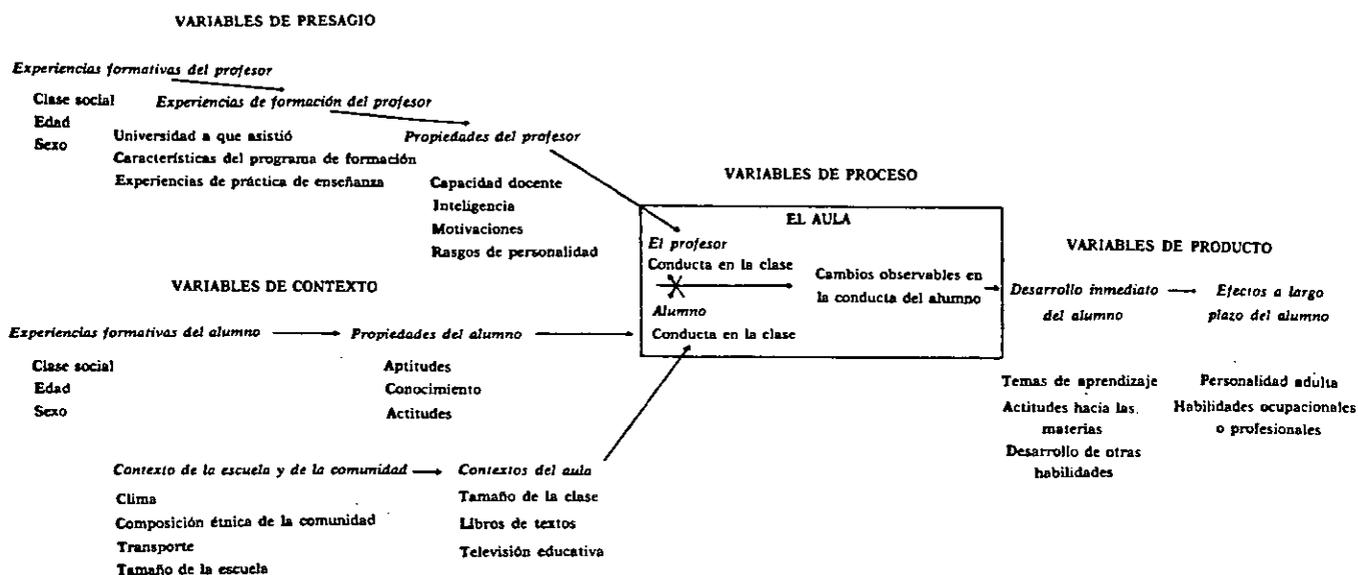 VARIABLES DE PRESAGIO
Experiencias formativas del profesor
Clase social
Edad
Sexo
Experiencias de formación del profesor
Universidad a que asistió
Características del programa de formación
Experiencias de práctica de enseñanza
Propiedades del profesor
Capacidad docente
Inteligencia
Motivaciones
Rasgos de personalidad
VARIABLES DE CONTEXTO
Experiencias formativas del alumno
Clase social
Edad
Sexo
Propiedades del alumno
Aptitudes
Conocimiento
Actitudes
Contexto de la escuela y de la comunidad
Clima
Composición étnica de la comunidad
Transporte
Tamaño de la escuela
Contextos del aula
Tamaño de la clase
Libros de textos
Televisión educativa
VARIABLES DE PROCESO
EL AULA
El profesor
Conducta en la clase
Alumno
Conducta en la clase
Cambios observables en
la conducta del alumno
VARIABLES DE PRODUCTO
Desarrollo inmediato
del alumno
Temas de aprendizaje
Actitudes hacia las
materias
Desarrollo de otras
habilidades
Efectos a largo
plazo del alumno
Personalidad adulta
Habilidades ocupacionales
o profesionales